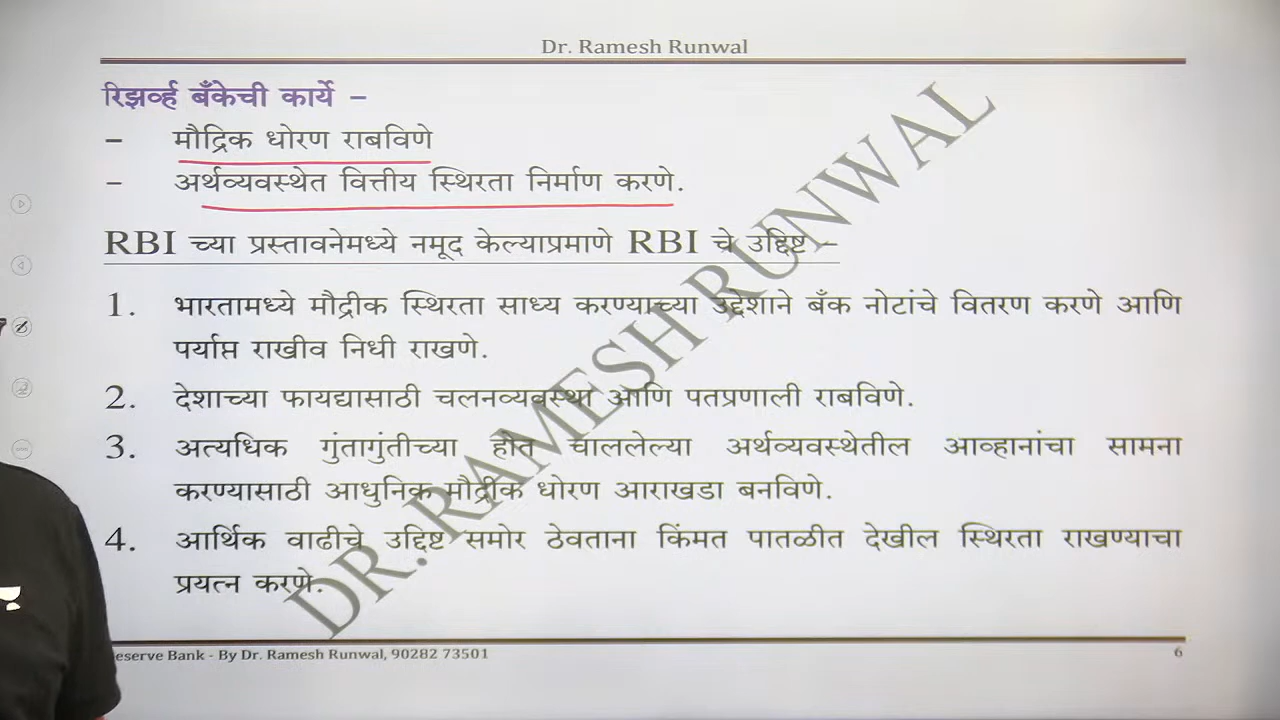 Dr. Ramesh Runwal
रिझर्व्ह बँकेची कार्ये –
– मौद्रिक धोरण राबविणे
– अर्थव्यवस्थेत वित्तीय स्थिरता निर्माण करणे.
RBI च्या प्रस्तावनेमध्ये नमूद केल्याप्रमाणे RBI चे उद्दिष्ट –
1. भारतामध्ये मौद्रीक स्थिरता साध्य करण्याच्या उद्देशाने बँक नोटांचे वितरण करणे आणि
पर्याप्त राखीव निधी राखणे.
2. देशाच्या फायद्यासाठी चलनव्यवस्था आणि पतप्रणाली राबविणे.
3. अत्यधिक गुंतागुंतीच्या होत चाललेल्या अर्थव्यवस्थेतील आव्हानांचा सामना
करण्यासाठी आधुनिक मौद्रीक धोरण आराखडा बनविणे.
4. आर्थिक वाढीचे उद्दिष्ट समोर ठेवताना किंमत पातळीत देखील स्थिरता राखण्याचा
प्रयत्न करणे.
DR. RAMESH RUNWAL
eserve Bank - By Dr. Ramesh Runwal, 90282 73501
6